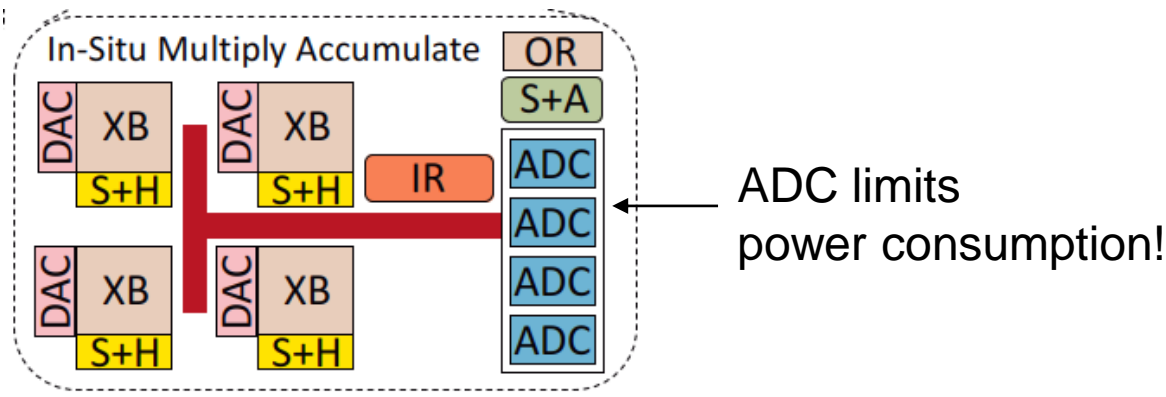 In-Situ Multiply Accumulate
OR
S+A
DAC
XB
S+H
DAC
XB
S+H
IR
DAC
XB
S+H
DAC
XB
S+H
ADC
ADC
ADC
ADC
ADC limits
power consumption!